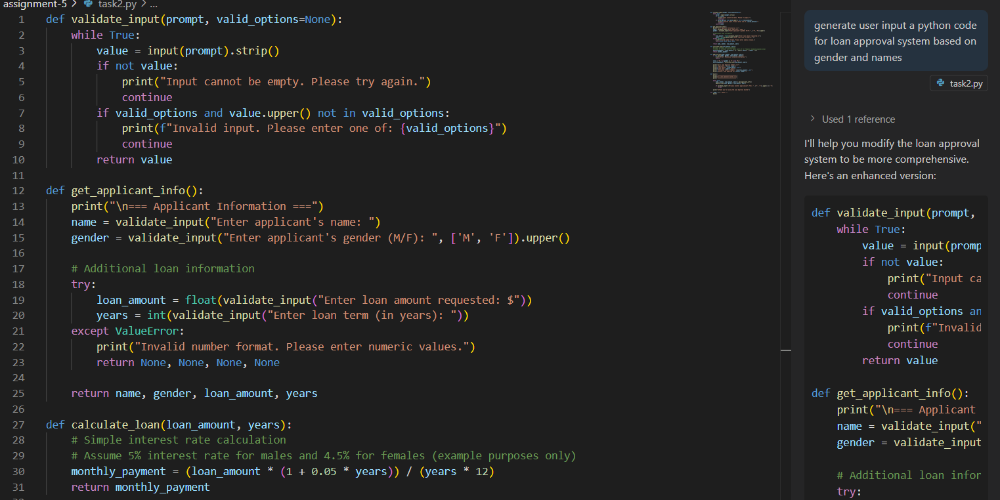 assignment-5 > task2.py > ...
1 def validate_input(prompt, valid_options=None):
2 while True:
3 value = input(prompt).strip()
4 if not value:
5 print("Input cannot be empty. Please try again.")
6 continue
7 if valid_options and value.upper() not in valid_options:
8 print(f"Invalid input. Please enter one of: {valid_options}")
9 continue
10 return value
11
12 def get_applicant_info():
13 print("\n=== Applicant Information ===")
14 name = validate_input("Enter applicant's name: ")
15 gender = validate_input("Enter applicant's gender (M/F): ", ['M', 'F']).upper()
16
17 # Additional loan information
18 try:
19 loan_amount = float(validate_input("Enter loan amount requested: $"))
20 years = int(validate_input("Enter loan term (in years): "))
21 except ValueError:
22 print("Invalid number format. Please enter numeric values.")
23 return None, None, None, None
24
25 return name, gender, loan_amount, years
26
27 def calculate_loan(loan_amount, years):
28 # Simple interest rate calculation
29 # Assume 5% interest rate for males and 4.5% for females (example purposes only)
30 monthly_payment = (loan_amount * (1 + 0.05 * years)) / (years * 12)
31 return monthly_payment
generate user input a python code
for loan approval system based on
gender and names
task2.py
> Used 1 reference
I'll help you modify the loan approval
system to be more comprehensive.
Here's an enhanced version:
def validate_input(prompt,
while True:
value = input(promp
if not value:
print("Input ca
continue
if valid_options an
print(f"Invalid
continue
return value
def get_applicant_info():
print("\n=== Applicant
name = validate_input("
gender = validate_input
# Additional loan infor
try: